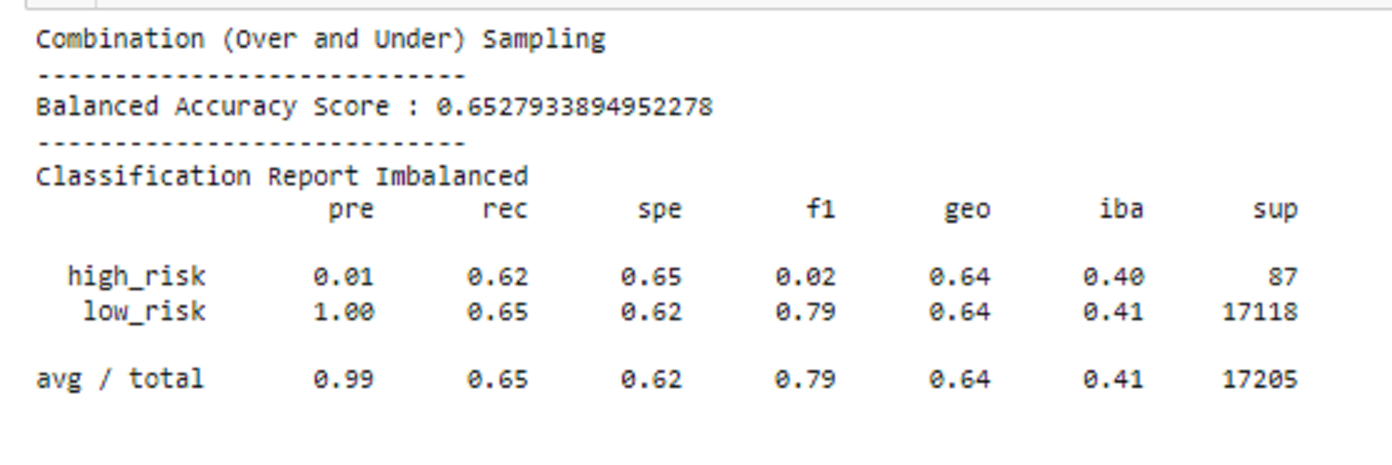 Combination (Over and Under) Sampling
----------------------------
Balanced Accuracy Score : 0.6527933894952278
----------------------------
Classification Report Imbalanced
                   pre       rec       spe        f1       geo       iba       sup

  high_risk       0.01      0.62      0.65      0.02      0.64      0.40        87
   low_risk       1.00      0.65      0.62      0.79      0.64      0.41     17118

avg / total       0.99      0.65      0.62      0.79      0.64      0.41     17205